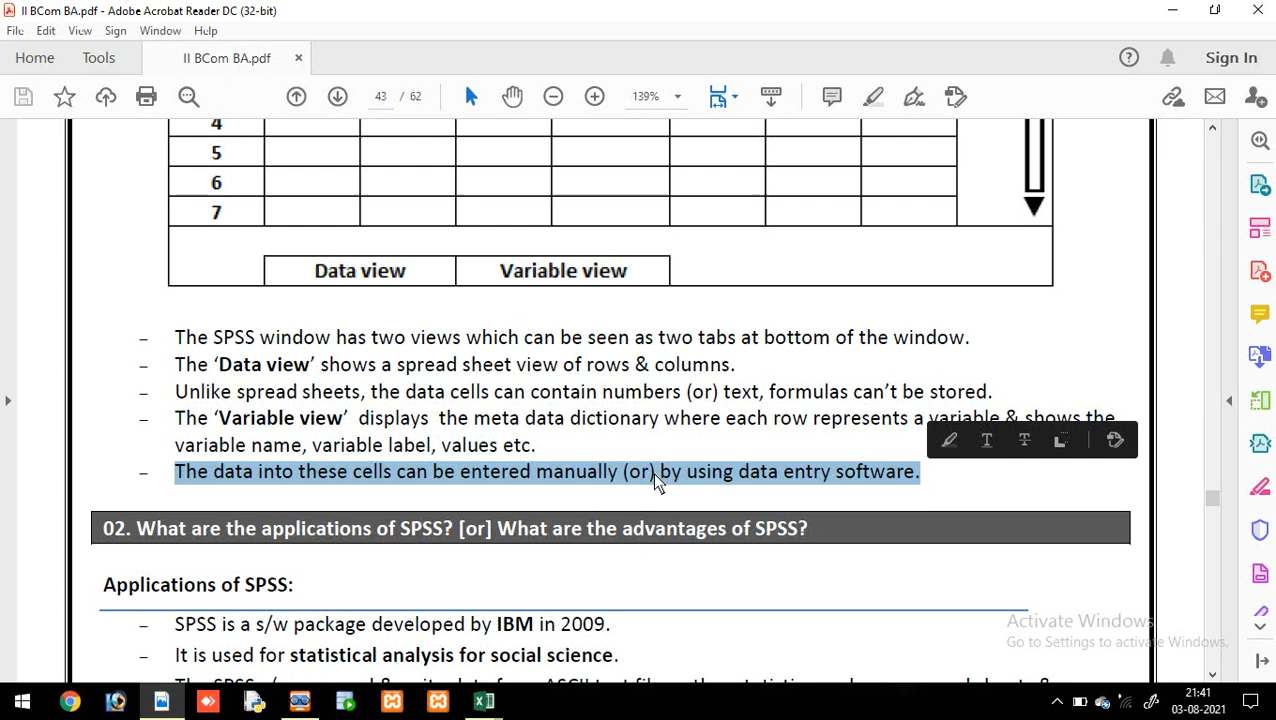 II BCom BA.pdf - Adobe Acrobat Reader DC (32-bit)
File Edit View Sign Window Help
Home Tools II BCom BA.pdf × Sign In
43 / 62 139%
4
5
6
7
Data view Variable view
– The SPSS window has two views which can be seen as two tabs at bottom of the window.
– The ‘Data view’ shows a spread sheet view of rows & columns.
– Unlike spread sheets, the data cells can contain numbers (or) text, formulas can’t be stored.
– The ‘Variable view’ displays the meta data dictionary where each row represents a variable & shows the
variable name, variable label, values etc.
– The data into these cells can be entered manually (or) by using data entry software.
02. What are the applications of SPSS? [or] What are the advantages of SPSS?
Applications of SPSS:
– SPSS is a s/w package developed by IBM in 2009.
– It is used for statistical analysis for social science.
Activate Windows
Go to Settings to activate Windows.
21:41
03-08-2021